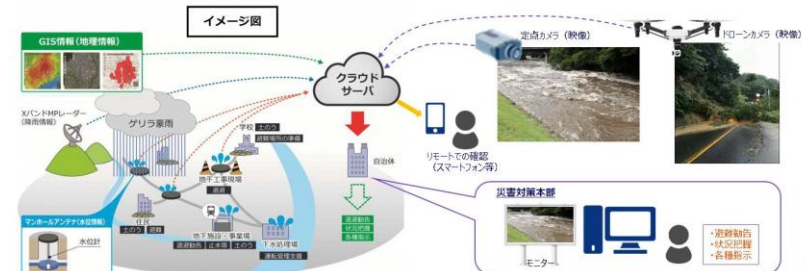 イメージ図
GIS情報(地理情報)
XバンドMPレーダー
(降雨情報)
ゲリラ豪雨
クラウド
サーバ
定点カメラ（映像）
ドローンカメラ（映像）
リモートでの確認
（スマートフォン等）
学校 土のう
避難場所の準備
地下工事現場
退避
自治体
避難勧告
状況把握
各種指示
住民
土のう 避難
地下施設・事業場
避難勧告 止水板 土のう
下水処理場
運転管理支援
マンホールアンテナ(水位情報)
水位計
災害対策本部
モニター
・避難勧告
・状況把握
・各種指示